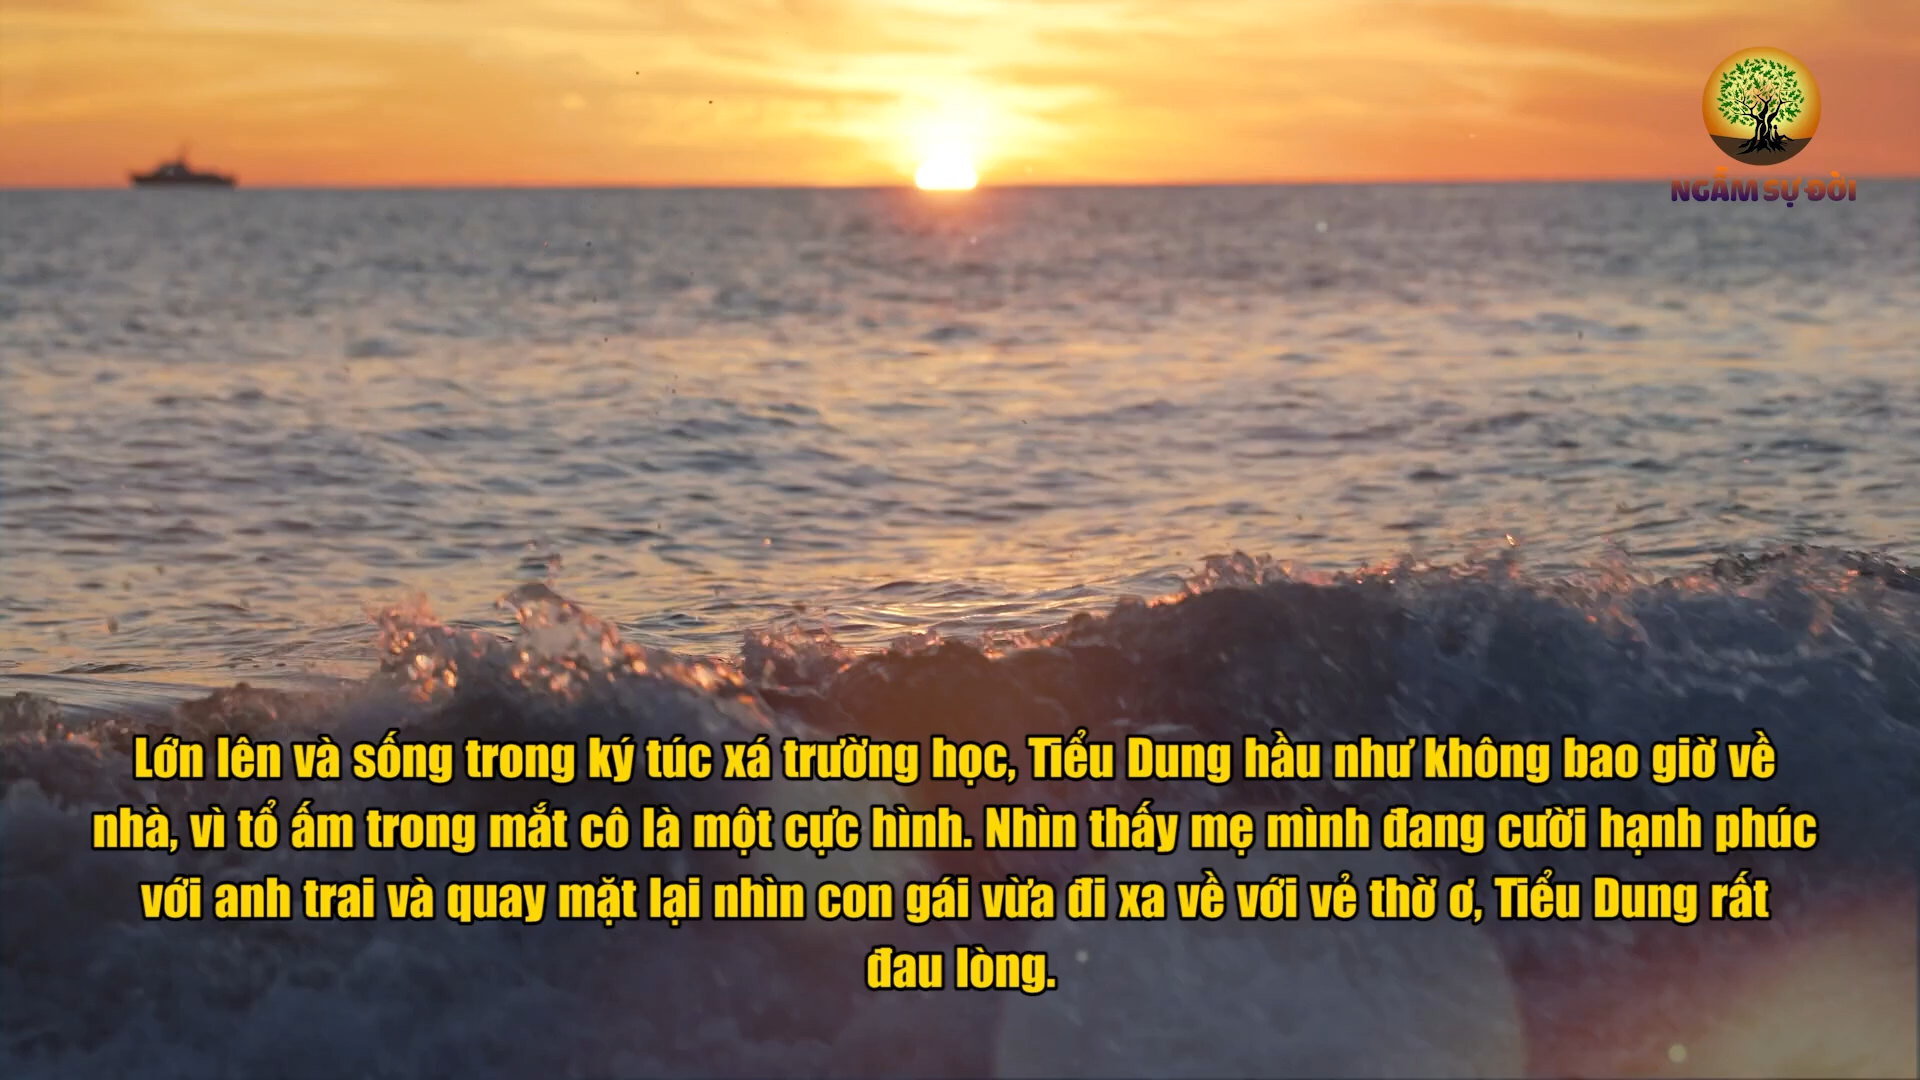 NGẪM SỰ ĐỜI
Lớn lên và sống trong ký túc xá trường học, Tiểu Dung hầu như không bao giờ về
nhà, vì tổ ấm trong mắt cô là một cực hình. Nhìn thấy mẹ mình đang cười hạnh phúc
với anh trai và quay mặt lại nhìn con gái vừa đi xa về với vẻ thờ ơ, Tiểu Dung rất
đau lòng.